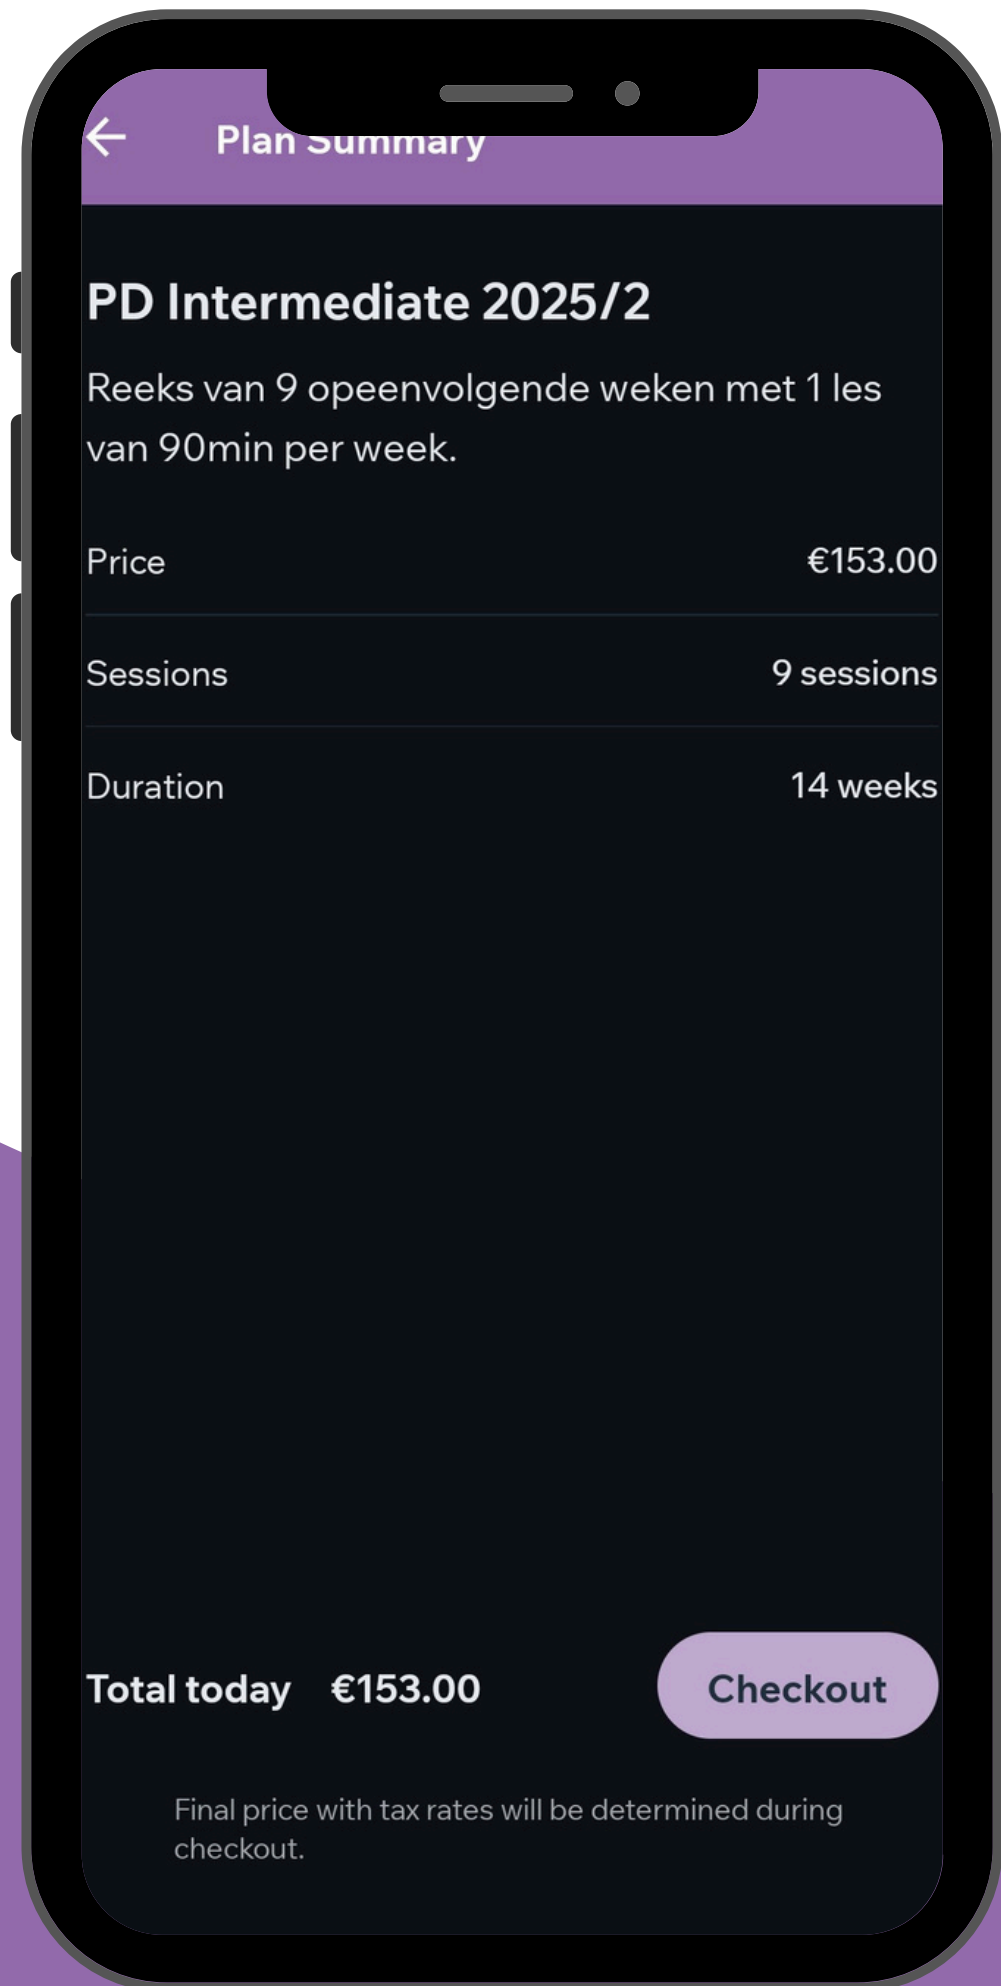 Plan Summary
PD Intermediate 2025/2
Reeks van 9 opeenvolgende weken met 1 les
van 90min per week.
Price €153.00
Sessions 9 sessions
Duration 14 weeks
Total today €153.00 Checkout
Final price with tax rates will be determined during
checkout.